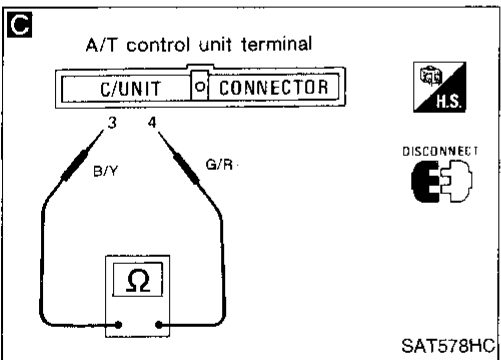 C
A/T control unit terminal
C/UNIT CONNECTOR
H.S.
3 4
DISCONNECT
B/Y G/R
Ω
SAT578HC